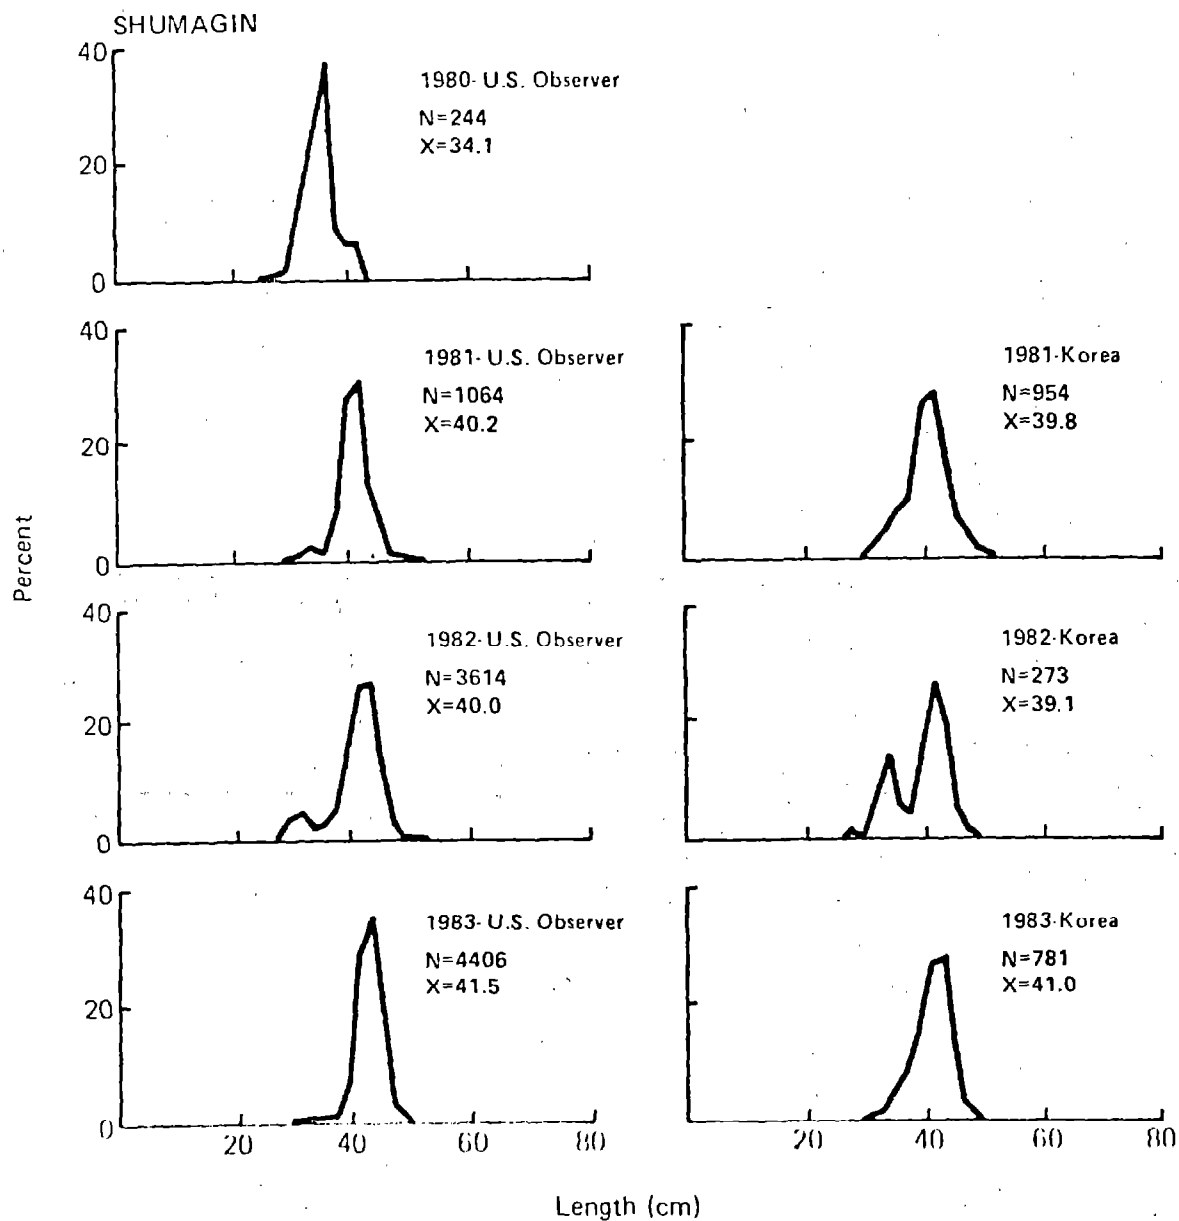 SHUMAGIN
40
20
0
1980- U.S. Observer
N=244
X=34.1
40
20
0
1981- U.S. Observer
N=1064
X=40.2
1981-Korea
N=954
X=39.8
Percent
40
20
0
1982- U.S. Observer
N=3614
X=40.0
1982-Korea
N=273
X=39.1
40
20
0
1983- U.S. Observer
N=4406
X=41.5
1983-Korea
N=781
X=41.0
20 40 60 80
20 40 60 80
Length (cm)